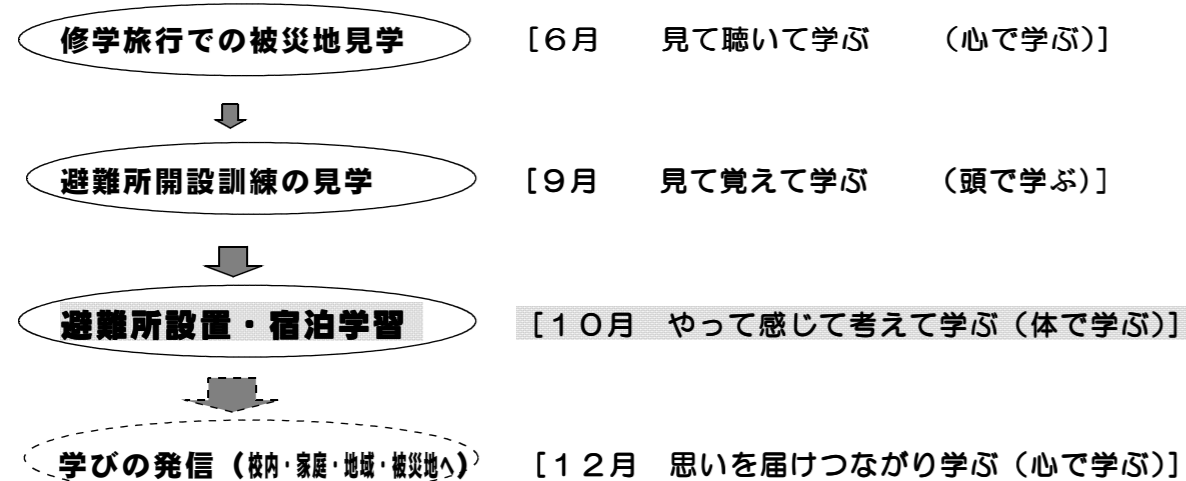 修学旅行での被災地見学 [6月 見て聴いて学ぶ (心で学ぶ)]
避難所開設訓練の見学 [9月 見て覚えて学ぶ (頭で学ぶ)]
避難所設置・宿泊学習 [10月 やって感じて考えて学ぶ(体で学ぶ)]
学びの発信(校内・家庭・地域・被災地へ) [12月 思いを届けつながり学ぶ(心で学ぶ)]